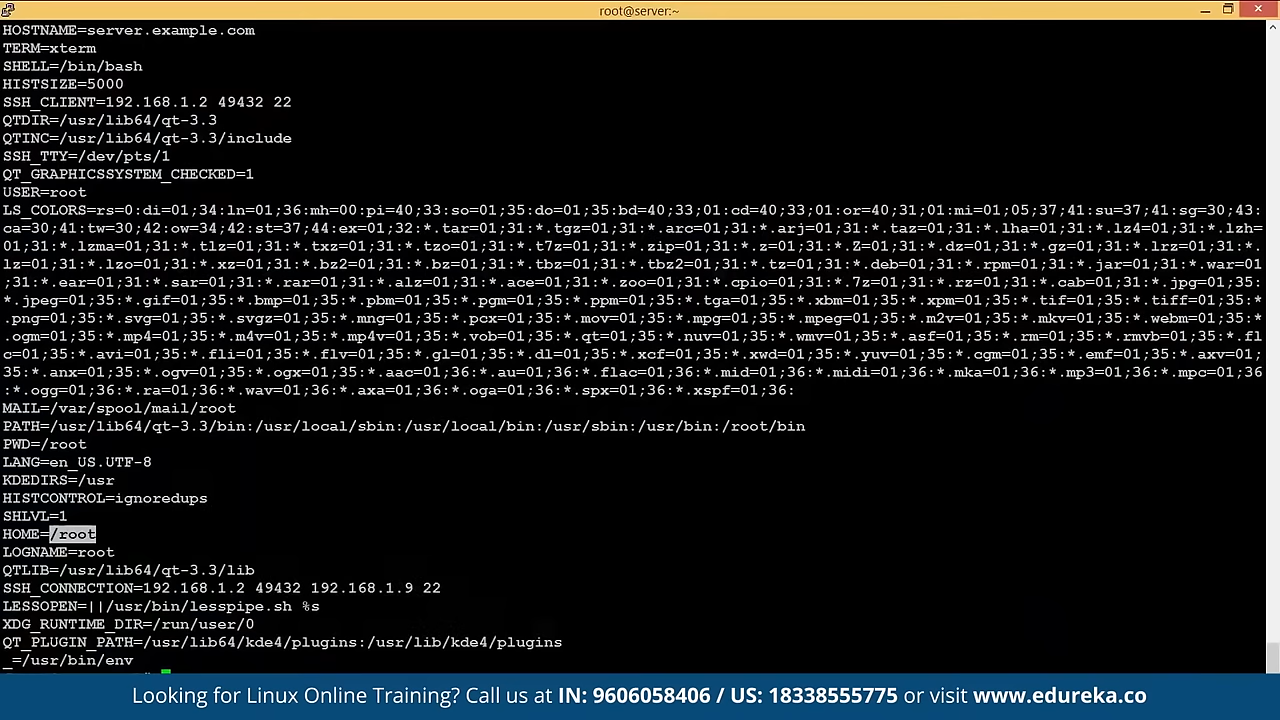 root@server:~
HOSTNAME=server.example.com
TERM=xterm
SHELL=/bin/bash
HISTSIZE=5000
SSH_CLIENT=192.168.1.2 49432 22
QTDIR=/usr/lib64/qt-3.3
QTINC=/usr/lib64/qt-3.3/include
SSH_TTY=/dev/pts/1
QT_GRAPHICSSYSTEM_CHECKED=1
USER=root
LS_COLORS=rs=0:di=01;34:ln=01;36:mh=00:pi=40;33:so=01;35:do=01;35:bd=40;33;01:cd=40;33;01:or=40;31;01:mi=01;05;37;41:su=37;41:sg=30;43:
ca=30;41:tw=30;42:ow=34;42:st=37;44:ex=01;32:*.tar=01;31:*.tgz=01;31:*.arc=01;31:*.arj=01;31:*.taz=01;31:*.lha=01;31:*.lz4=01;31:*.lzh=
01;31:*.lzma=01;31:*.tlz=01;31:*.txz=01;31:*.tzo=01;31:*.t7z=01;31:*.zip=01;31:*.z=01;31:*.Z=01;31:*.dz=01;31:*.gz=01;31:*.lrz=01;31:*.
lz=01;31:*.lzo=01;31:*.xz=01;31:*.bz2=01;31:*.bz=01;31:*.tbz=01;31:*.tbz2=01;31:*.tz=01;31:*.deb=01;31:*.rpm=01;31:*.jar=01;31:*.war=01
;31:*.ear=01;31:*.sar=01;31:*.rar=01;31:*.alz=01;31:*.ace=01;31:*.zoo=01;31:*.cpio=01;31:*.7z=01;31:*.rz=01;31:*.cab=01;31:*.jpg=01;35:
*.jpeg=01;35:*.gif=01;35:*.bmp=01;35:*.pbm=01;35:*.pgm=01;35:*.ppm=01;35:*.tga=01;35:*.xbm=01;35:*.xpm=01;35:*.tif=01;35:*.tiff=01;35:*
.png=01;35:*.svg=01;35:*.svgz=01;35:*.mng=01;35:*.pcx=01;35:*.mov=01;35:*.mpg=01;35:*.mpeg=01;35:*.m2v=01;35:*.mkv=01;35:*.webm=01;35:*
.ogm=01;35:*.mp4=01;35:*.m4v=01;35:*.mp4v=01;35:*.vob=01;35:*.qt=01;35:*.nuv=01;35:*.wmv=01;35:*.asf=01;35:*.rm=01;35:*.rmvb=01;35:*.fl
c=01;35:*.avi=01;35:*.fli=01;35:*.flv=01;35:*.gl=01;35:*.dl=01;35:*.xcf=01;35:*.xwd=01;35:*.yuv=01;35:*.cgm=01;35:*.emf=01;35:*.axv=01;
35:*.anx=01;35:*.ogv=01;35:*.ogx=01;35:*.aac=01;36:*.au=01;36:*.flac=01;36:*.mid=01;36:*.midi=01;36:*.mka=01;36:*.mp3=01;36:*.mpc=01;36
:*.ogg=01;36:*.ra=01;36:*.wav=01;36:*.axa=01;36:*.oga=01;36:*.spx=01;36:*.xspf=01;36:
MAIL=/var/spool/mail/root
PATH=/usr/lib64/qt-3.3/bin:/usr/local/sbin:/usr/local/bin:/usr/sbin:/usr/bin:/root/bin
PWD=/root
LANG=en_US.UTF-8
KDEDIRS=/usr
HISTCONTROL=ignoredups
SHLVL=1
HOME=/root
LOGNAME=root
QTLIB=/usr/lib64/qt-3.3/lib
SSH_CONNECTION=192.168.1.2 49432 192.168.1.9 22
LESSOPEN=||/usr/bin/lesspipe.sh %s
XDG_RUNTIME_DIR=/run/user/0
QT_PLUGIN_PATH=/usr/lib64/kde4/plugins:/usr/lib/kde4/plugins
_=/usr/bin/env
Looking for Linux Online Training? Call us at IN: 9606058406 / US: 18338555775 or visit www.edureka.co